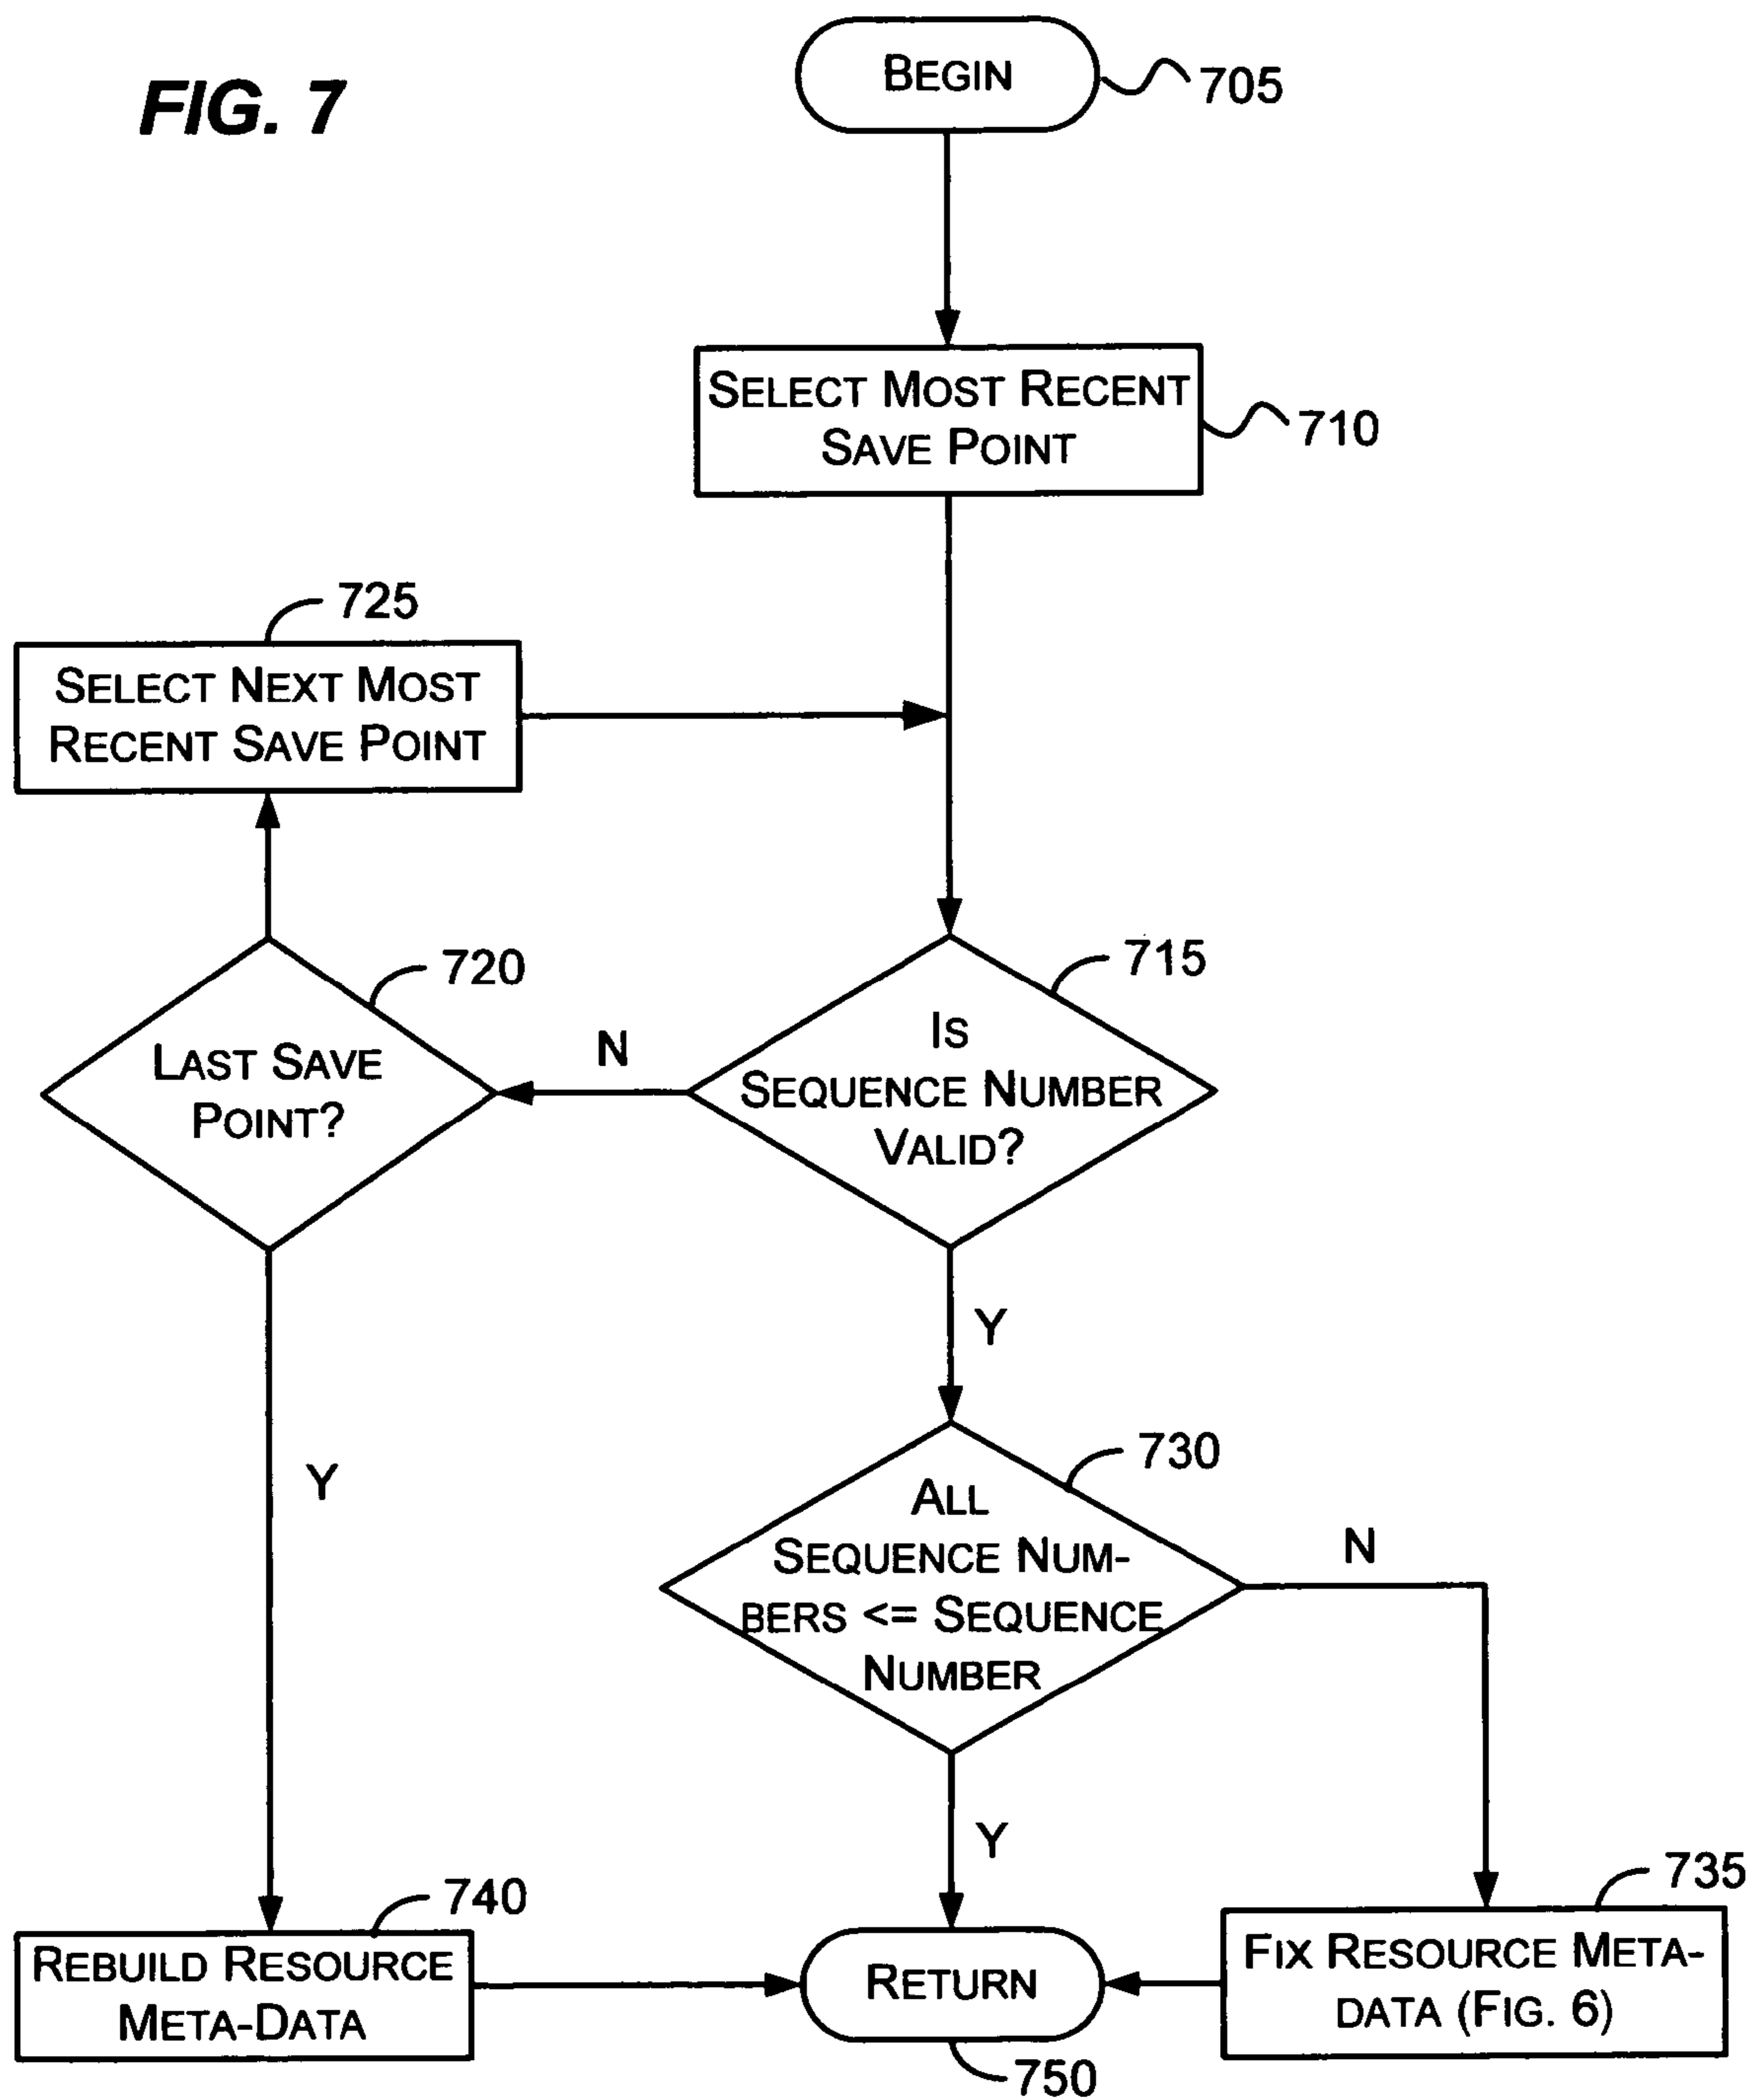 FIG. 7
BEGIN
705
SELECT MOST RECENT
SAVE POINT
710
725
SELECT NEXT MOST
RECENT SAVE POINT
720
LAST SAVE
POINT?
N
715
IS
SEQUENCE NUMBER
VALID?
Y
Y
730
ALL
SEQUENCE NUM-
BERS <= SEQUENCE
NUMBER
N
Y
740
REBUILD RESOURCE
META-DATA
RETURN
750
735
FIX RESOURCE META-
DATA (FIG. 6)